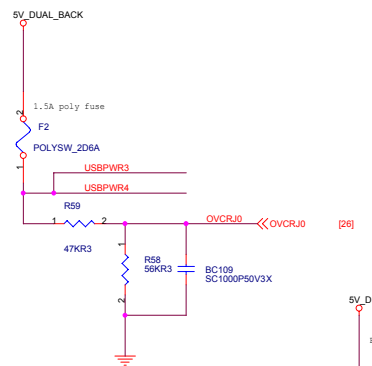 5V_DUAL_BACK
2
1.5A poly fuse
F2
POLYSW_2D6A
1
USBPWR3
USBPWR4
R59
1
2
47KR3
OVCRJ0
OVCRJ0
[26]
1
R58
56KR3
2
BC109
SC1000P50V3X
5V_D